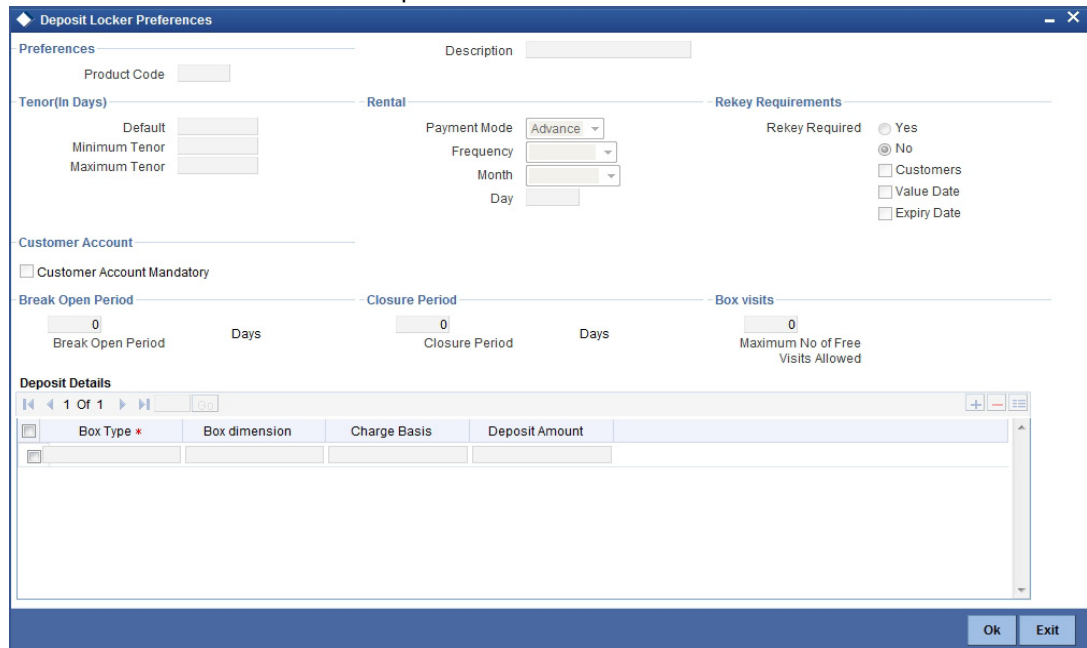 Deposit Locker Preferences
Preferences
Description
Product Code
Tenor(In Days)
Rental
Rekey Requirements
Default
Payment Mode Advance
Rekey Required Yes
Minimum Tenor
Frequency
No
Maximum Tenor
Month
Customers
Day
Value Date
Expiry Date
Customer Account
Customer Account Mandatory
Break Open Period
Closure Period
Box visits
0
Break Open Period
Days
0
Closure Period
Days
0
Maximum No of Free
Visits Allowed
Deposit Details
1 Of 1 Go
Box Type * Box dimension Charge Basis Deposit Amount
Ok Exit